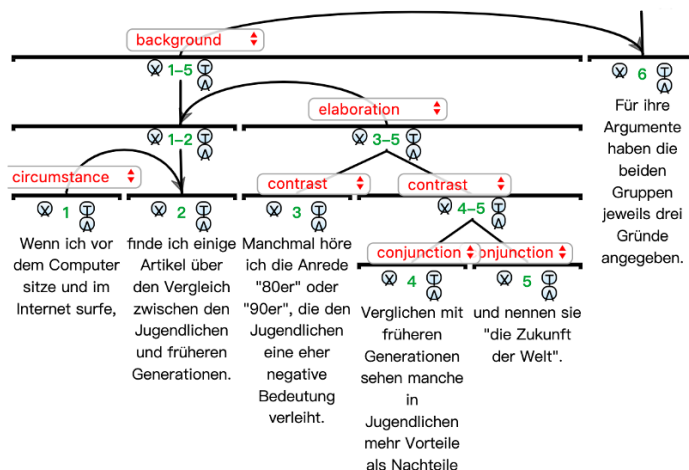 background
1–5
6
elaboration
1–2
3–5
circumstance
contrast
contrast
1
2
3
4–5
conjunction
onjunction
4
5
Wenn ich vor
dem Computer
sitze und im
Internet surfe,
finde ich einige
Artikel über
den Vergleich
zwischen den
Jugendlichen
und früheren
Generationen.
Manchmal höre
ich die Anrede
"80er" oder
"90er", die den
Jugendlichen
eine eher
negative
Bedeutung
verleiht.
Verglichen mit
früheren
Generationen
sehen manche
in
Jugendlichen
mehr Vorteile
als Nachteile
und nennen sie
"die Zukunft
der Welt".
Für ihre
Argumente
haben die
beiden
Gruppen
jeweils drei
Gründe
angegeben.